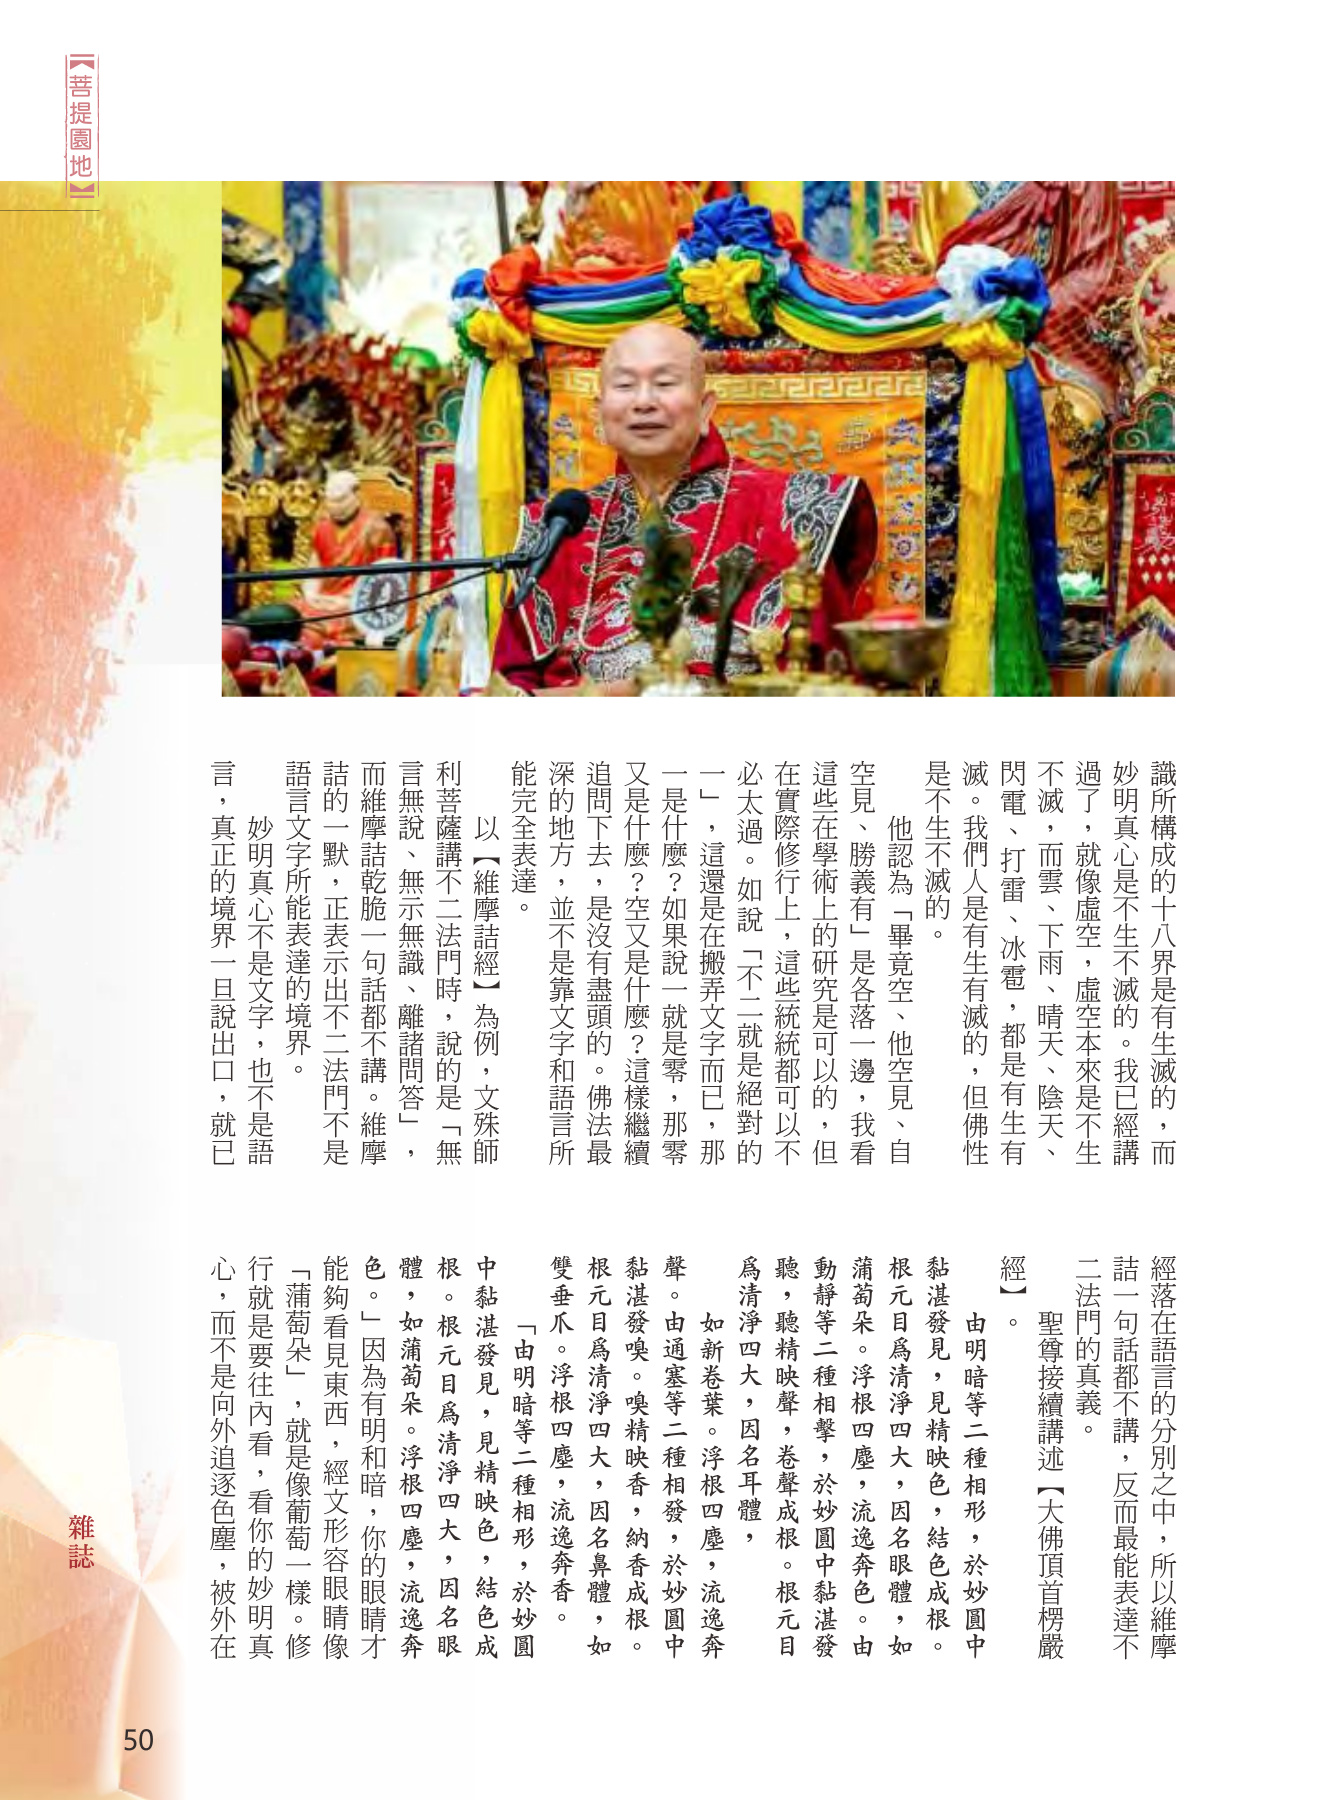 【菩提園地】
識所構成的十八界是有生滅的，而
妙明真心是不生不滅的。我已經講
過了，就像虛空，虛空本來是不生
不滅，而雲、下雨、晴天、陰天、
閃電、打雷、冰雹，都是有生有
滅。我們人是有生有滅的，但佛性
是不生不滅的。
他認為「畢竟空、他空見、自
空見、勝義有」是各落一邊，我看
這些在學術上的研究是可以的，但
在實際修行上，這些統統都可以不
必太過。如說「不二就是絕對的
一」，這還是在搬弄文字而已，那
一是什麼？如果說一就是零，那零
又是什麼？空又是什麼？這樣繼續
追問下去，是沒有盡頭的。佛法最
深的地方，並不是靠文字和語言所
能完全表達。
以【維摩詰經】為例，文殊師
利菩薩講不二法門時，說的是「無
言無說、無示無識、離諸問答」，
而維摩詰乾脆一句話都不講。維摩
詰的一默，正表示出不二法門不是
語言文字所能表達的境界。
妙明真心不是文字，也不是語
言，真正的境界一旦說出口，就已
經落在語言的分別之中，所以維摩
詰一句話都不講，反而最能表達不
二法門的真義。
聖尊接續講述【大佛頂首楞嚴
經】。
由明暗等二種相形，於妙圓中
黏湛發見，見精映色，結色成根。
根元目爲清淨四大，因名眼體，如
蒲萄朵。浮根四塵，流逸奔色。由
動靜等二種相擊，於妙圓中黏湛發
聽，聽精映聲，卷聲成根。根元目
爲清淨四大，因名耳體，
如新卷葉。浮根四塵，流逸奔
聲。由通塞等二種相發，於妙圓中
黏湛發嗅。嗅精映香，納香成根。
根元目爲清淨四大，因名鼻體，如
雙垂爪。浮根四塵，流逸奔香。
「由明暗等二種相形，於妙圓
中黏湛發見，見精映色，結色成
根。根元目爲清淨四大，因名眼
體，如蒲萄朵。浮根四塵，流逸奔
色。」因為有明和暗，你的眼睛才
能夠看見東西，經文形容眼睛像
「蒲萄朵」，就是像葡萄一樣。修
行就是要往內看，看你的妙明真
心，而不是向外追逐色塵，被外在
雜誌
50